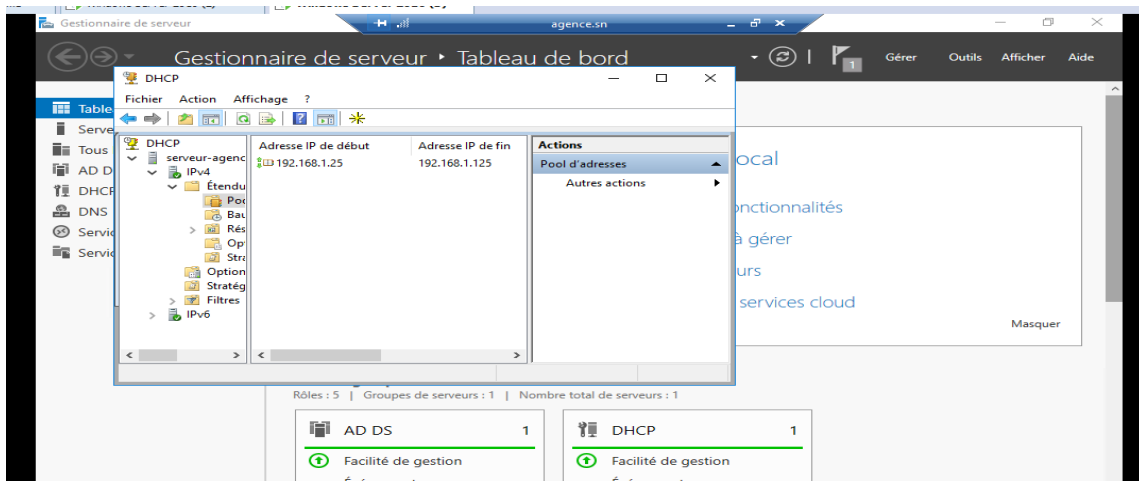 Gestionnaire de serveur
agence.sn
Gestionnaire de serveur ‣ Tableau de bord
1
Gérer Outils Afficher Aide
DHCP
Fichier Action Affichage ?
Table
Serve
Tous
AD D
DHCP
DNS
Servic
Servic
DHCP
serveur-agenc
IPv4
Étendu
Poo
Bau
Rés
Op
Stra
Option
Stratég
Filtres
IPv6
Adresse IP de début Adresse IP de fin
192.168.1.25 192.168.1.125
Actions
Pool d'adresses
Autres actions
ocal
onctionnalités
à gérer
urs
services cloud
Masquer
Rôles : 5 | Groupes de serveurs : 1 | Nombre total de serveurs : 1
AD DS 1
Facilité de gestion
DHCP 1
Facilité de gestion